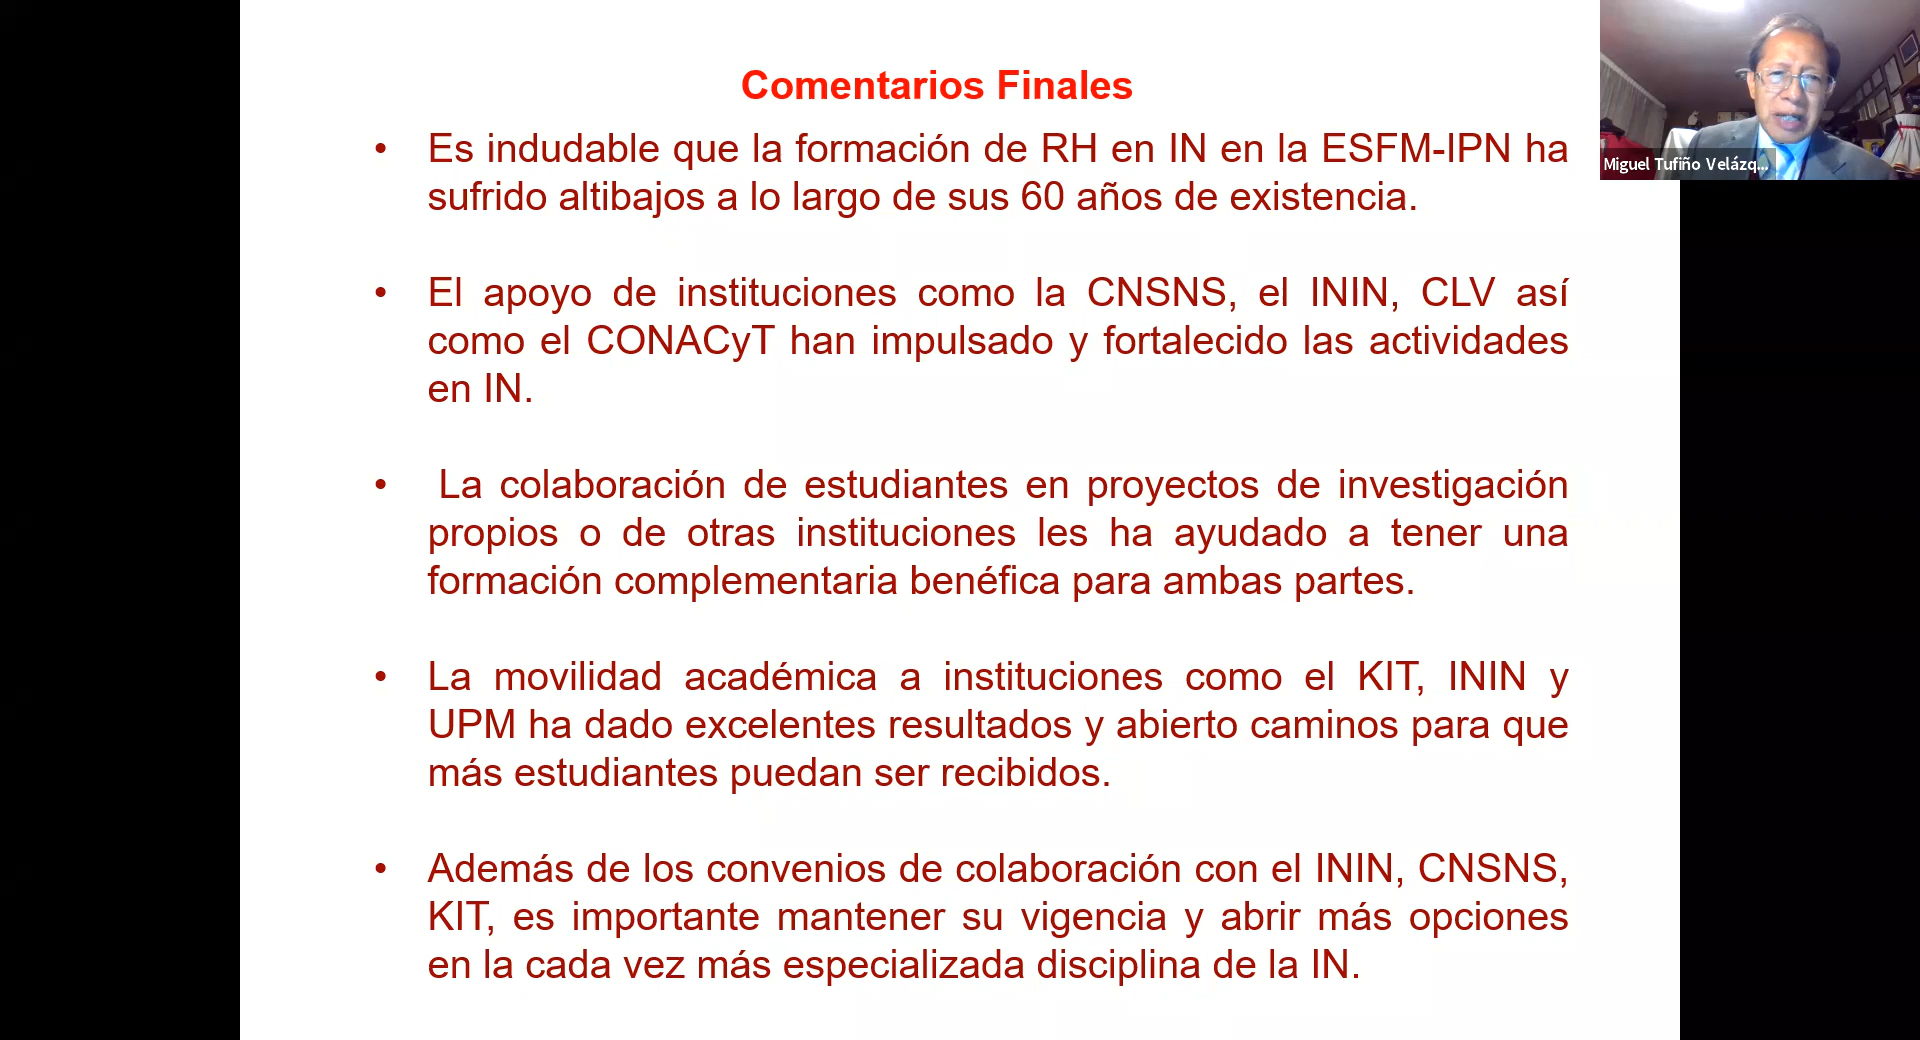 Comentarios Finales
• Es indudable que la formación de RH en IN en la ESFM-IPN ha
sufrido altibajos a lo largo de sus 60 años de existencia.
• El apoyo de instituciones como la CNSNS, el ININ, CLV así
como el CONACyT han impulsado y fortalecido las actividades
en IN.
• La colaboración de estudiantes en proyectos de investigación
propios o de otras instituciones les ha ayudado a tener una
formación complementaria benéfica para ambas partes.
• La movilidad académica a instituciones como el KIT, ININ y
UPM ha dado excelentes resultados y abierto caminos para que
más estudiantes puedan ser recibidos.
• Además de los convenios de colaboración con el ININ, CNSNS,
KIT, es importante mantener su vigencia y abrir más opciones
en la cada vez más especializada disciplina de la IN.
Miguel Tufiño Velázq...